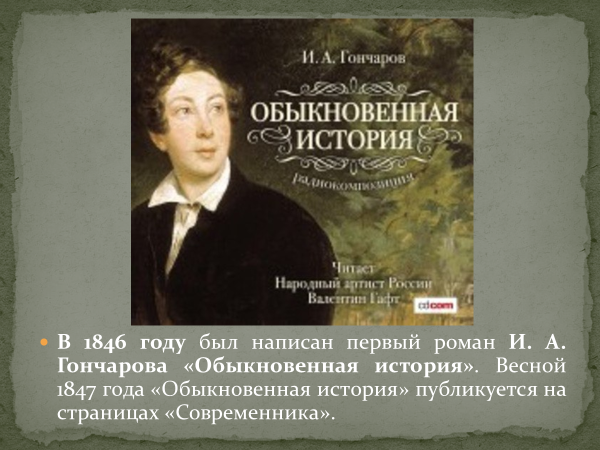 И. А. Гончаров
ОБЫКНОВЕННАЯ
ИСТОРИЯ
радиокомпозиция
Читает
Народный артист России
Валентин Гафт
cdcom
В 1846 году был написан первый роман И. А.
Гончарова «Обыкновенная история». Весной
1847 года «Обыкновенная история» публикуется на
страницах «Современника».